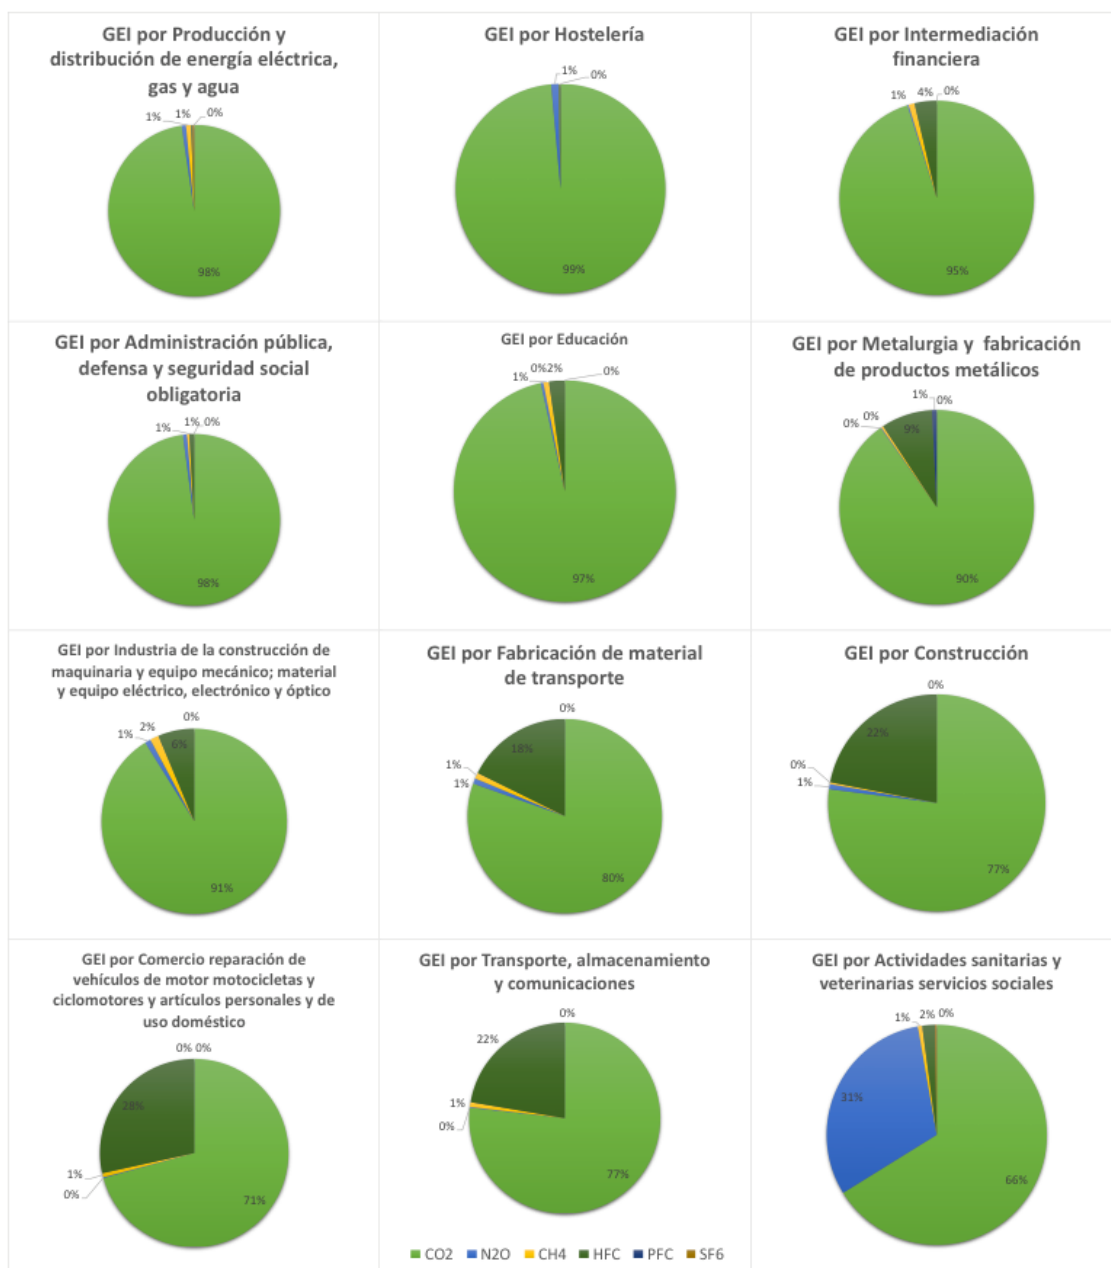 GEI por Producción y
distribución de energía eléctrica,
gas y agua
1% 1% 0%
98%
GEI por Hostelería
1% 0%
99%
GEI por Intermediación
financiera
1% 4% 0%
95%
GEI por Administración pública,
defensa y seguridad social
obligatoria
1% 1% 0%
98%
GEI por Educación
1% 0% 2% 0%
97%
GEI por Metalurgia y fabricación
de productos metálicos
0% 0% 9% 1% 0%
90%
GEI por Industria de la construcción de
maquinaria y equipo mecánico; material
y equipo eléctrico, electrónico y óptico
1% 2% 6% 0%
91%
GEI por Fabricación de material
de transporte
0%
18%
1%
1%
80%
GEI por Construcción
0%
22%
0%
1%
77%
GEI por Comercio reparación de
vehículos de motor motocicletas y
ciclomotores y artículos personales y de
uso doméstico
0% 0%
28%
1%
0%
71%
GEI por Transporte, almacenamiento
y comunicaciones
0%
22%
1%
0%
77%
GEI por Actividades sanitarias y
veterinarias servicios sociales
1% 2% 0%
31%
66%
CO2 N2O CH4 HFC PFC SF6